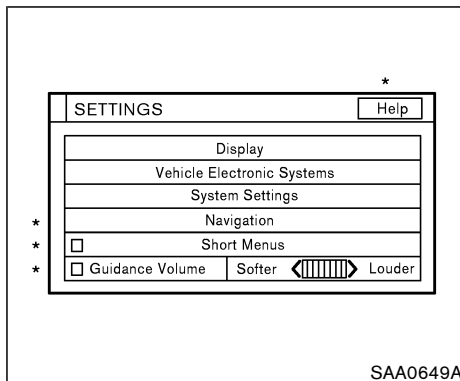 *
SETTINGS Help
Display
Vehicle Electronic Systems
System Settings
* Navigation
* Short Menus
* Guidance Volume Softer Louder
SAA0649A